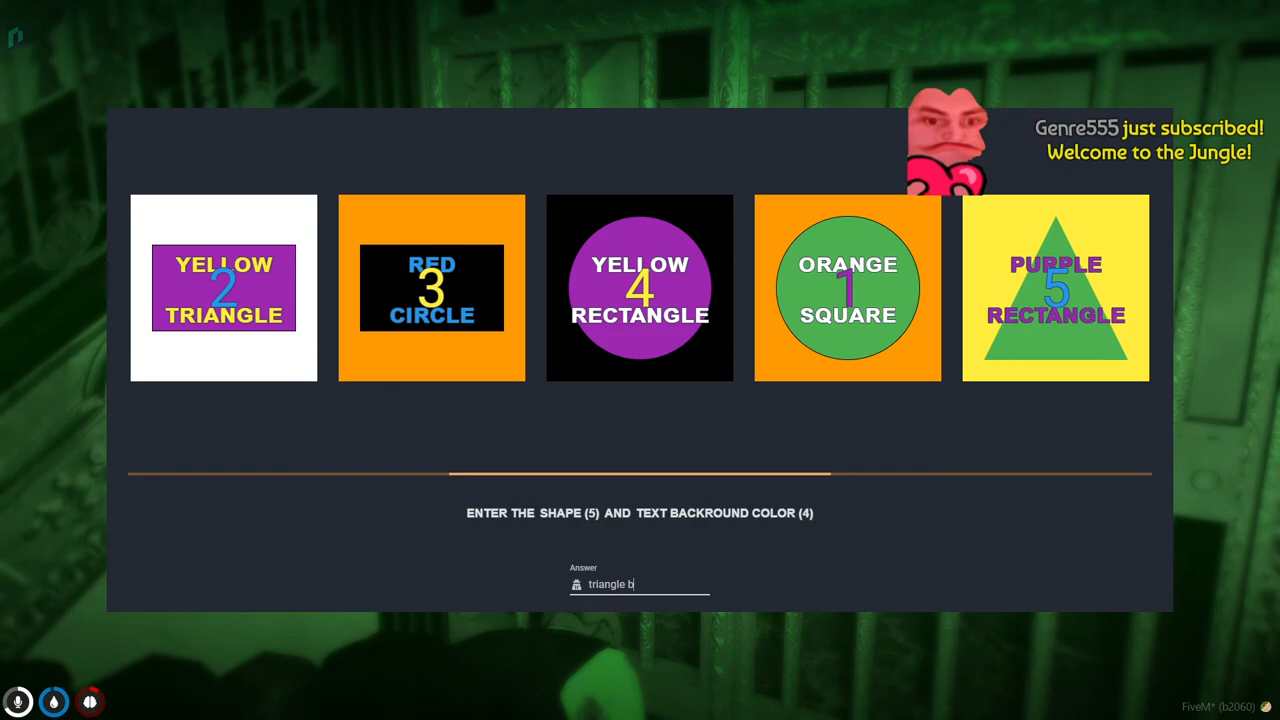 Genre555 just subscribed!
Welcome to the Jungle!
YELLOW
2
TRIANGLE
RED
3
CIRCLE
YELLOW
4
RECTANGLE
ORANGE
1
SQUARE
PURPLE
5
RECTANGLE
ENTER THE SHAPE (5) AND TEXT BACKROUND COLOR (4)
Answer
triangle b
FiveM* (b2060)